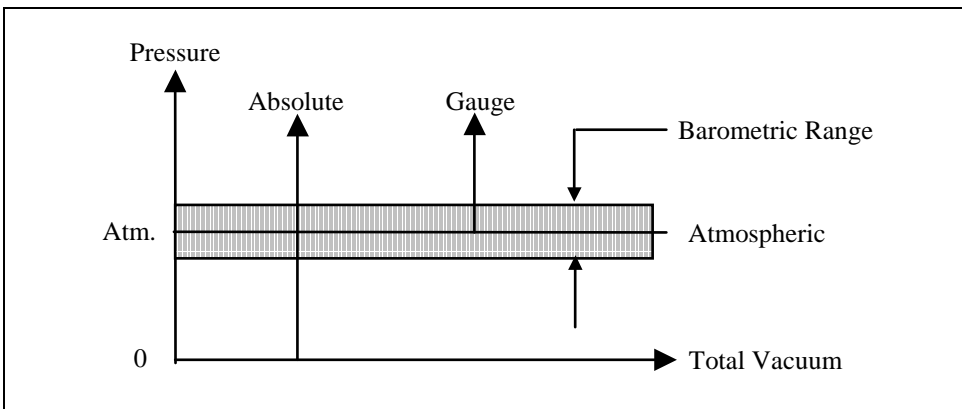 Pressure
Absolute
Gauge
Barometric Range
Atm.
Atmospheric
0
Total Vacuum